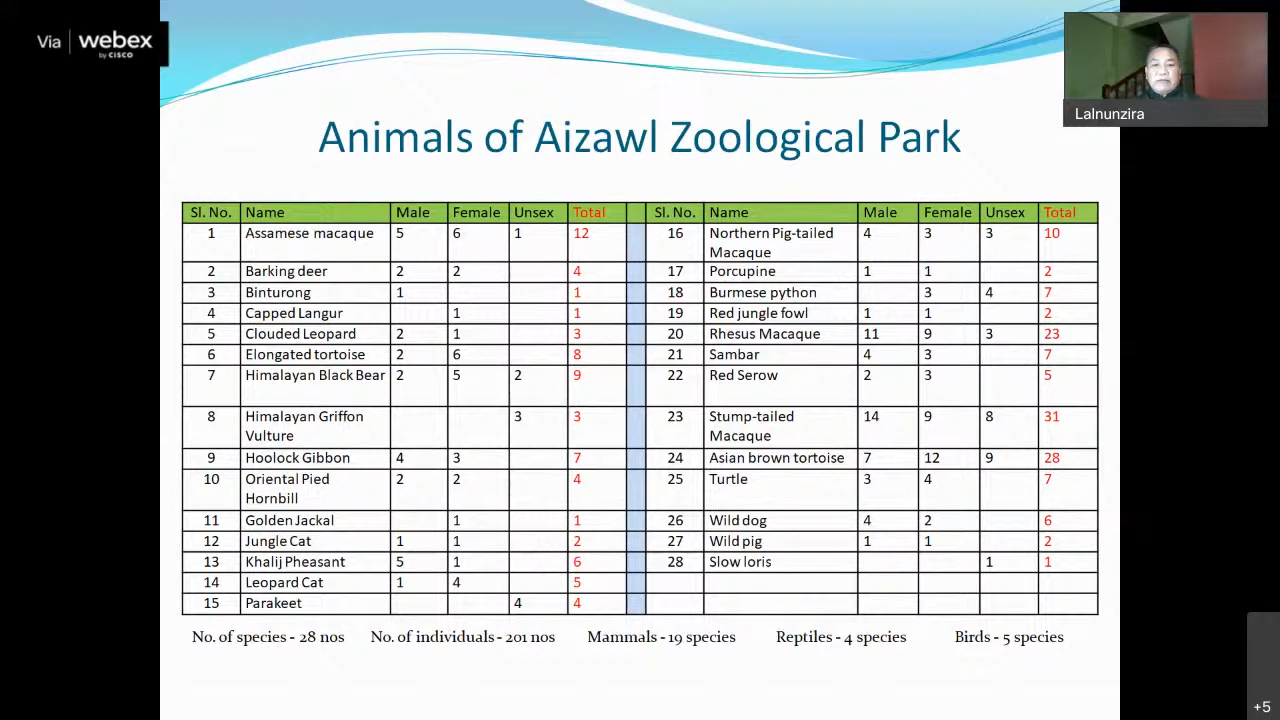 Via webex
by CISCO
Lalnunzira
Animals of Aizawl Zoological Park
Sl. No. Name Male Female Unsex Total Sl. No. Name Male Female Unsex Total
1 Assamese macaque 5 6 1 12 16 Northern Pig-tailed 4 3 3 10
Macaque
2 Barking deer 2 2 4 17 Porcupine 1 1 2
3 Binturong 1 1 18 Burmese python 3 4 7
4 Capped Langur 1 1 19 Red jungle fowl 1 1 2
5 Clouded Leopard 2 1 3 20 Rhesus Macaque 11 9 3 23
6 Elongated tortoise 2 6 8 21 Sambar 4 3 7
7 Himalayan Black Bear 2 5 2 9 22 Red Serow 2 3 5
8 Himalayan Griffon 3 3 23 Stump-tailed 14 9 8 31
Vulture Macaque
9 Hoolock Gibbon 4 3 7 24 Asian brown tortoise 7 12 9 28
10 Oriental Pied 2 2 4 25 Turtle 3 4 7
Hornbill
11 Golden Jackal 1 1 26 Wild dog 4 2 6
12 Jungle Cat 1 1 2 27 Wild pig 1 1 2
13 Khalij Pheasant 5 1 6 28 Slow loris 1 1
14 Leopard Cat 1 4 5
15 Parakeet 4 4
No. of species - 28 nos No. of individuals - 201 nos Mammals - 19 species Reptiles - 4 species Birds - 5 species
+5